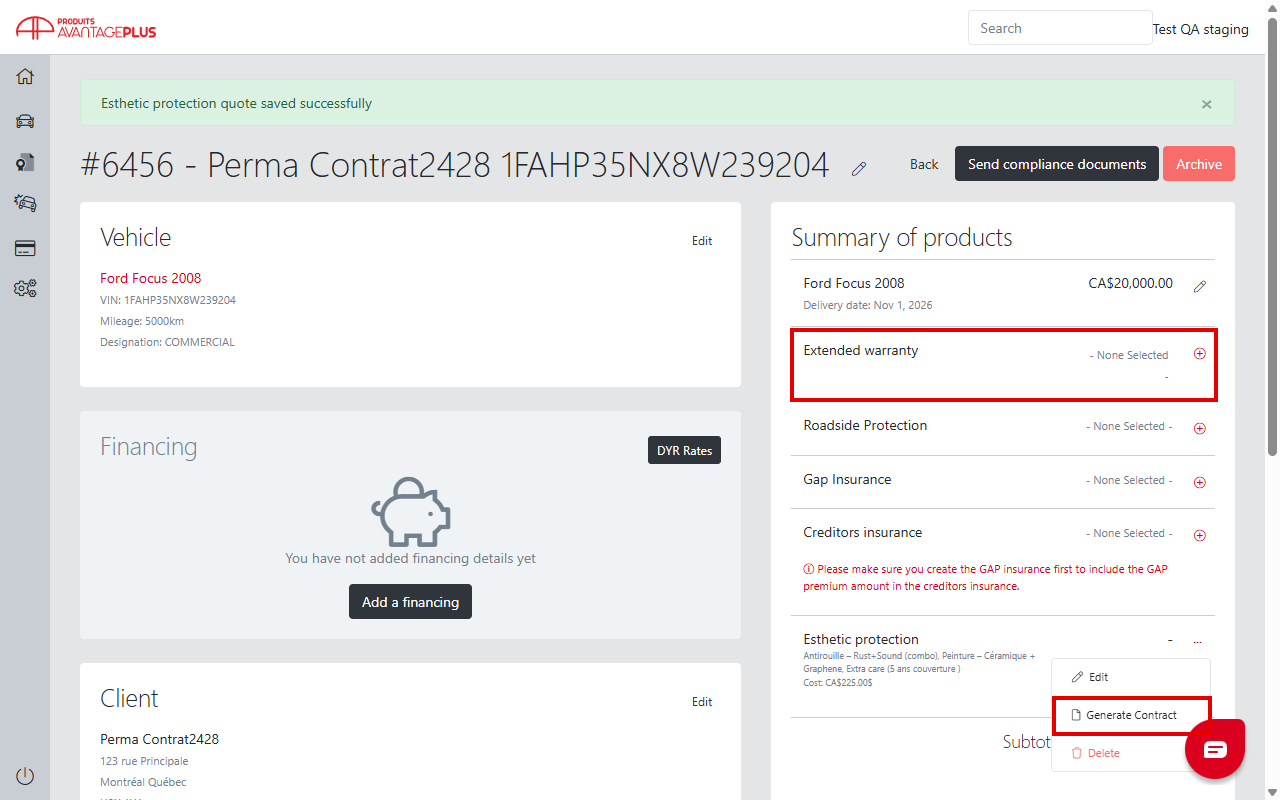 PRODUITS
AVANTAGEPLUS
Search
Test QA staging
Esthetic protection quote saved successfully
×
#6456 - Perma Contrat2428 1FAHP35NX8W239204
Back
Send compliance documents
Archive
Vehicle
Edit
Ford Focus 2008
VIN: 1FAHP35NX8W239204
Mileage: 5000km
Designation: COMMERCIAL
Financing
DYR Rates
You have not added financing details yet
Add a financing
Client
Edit
Perma Contrat2428
123 rue Principale
Montréal Québec
Summary of products
Ford Focus 2008
CA$20,000.00
Delivery date: Nov 1, 2026
Extended warranty
- None Selected
-
Roadside Protection
- None Selected -
Gap Insurance
- None Selected -
Creditors insurance
- None Selected -
Please make sure you create the GAP insurance first to include the GAP
premium amount in the creditors insurance.
Esthetic protection
-
...
Antirouille – Rust+Sound (combo), Peinture – Céramique +
Graphene, Extra care (5 ans couverture )
Cost: CA$225.00$
Edit
Generate Contract
Delete
Subtot